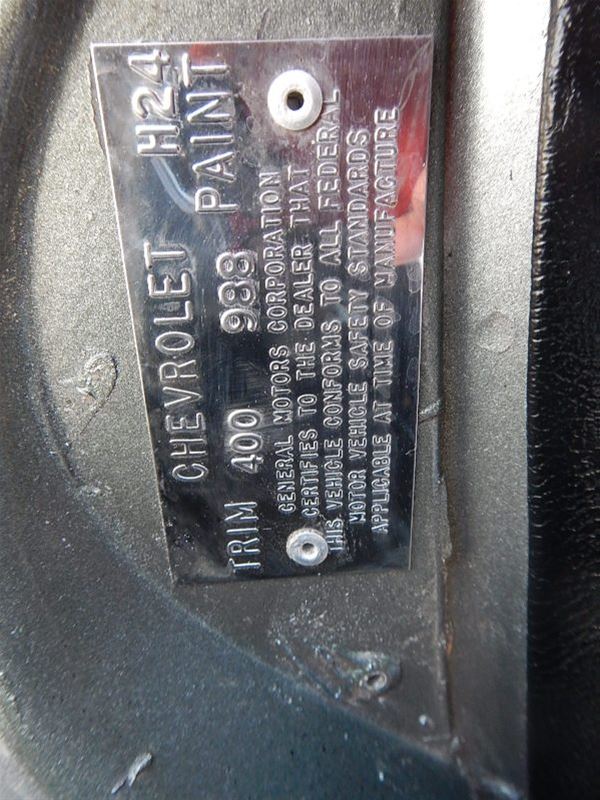 CHEVROLET H24
TRIM 400 988 PAINT
GENERAL MOTORS CORPORATION
CERTIFIES TO THE DEALER THAT
THIS VEHICLE CONFORMS TO ALL FEDERAL
MOTOR VEHICLE SAFETY STANDARDS
APPLICABLE AT TIME OF MANUFACTURE